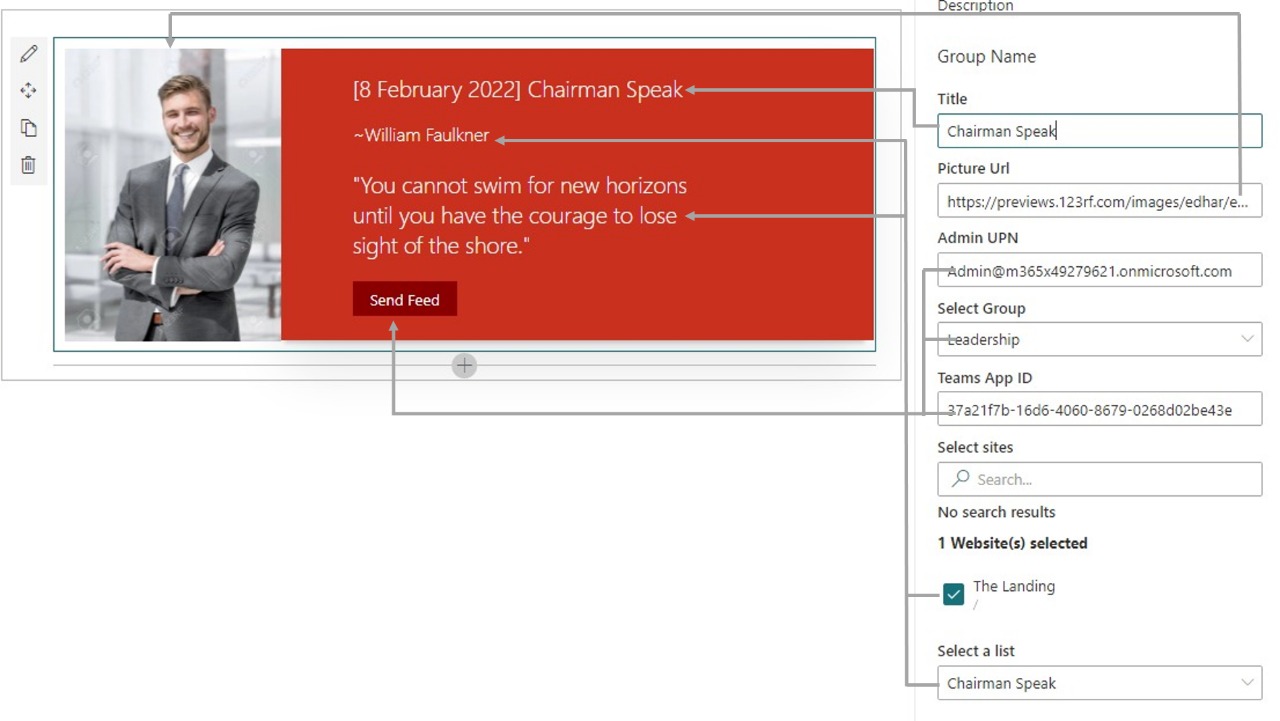 [8 February 2022] Chairman Speak
~William Faulkner
"You cannot swim for new horizons
until you have the courage to lose
sight of the shore."
Send Feed
Description
Group Name
Title
Chairman Speak
Picture Url
https://previews.123rf.com/images/edhar/e...
Admin UPN
Admin@m365x49279621.onmicrosoft.com
Select Group
Leadership
Teams App ID
37a21f7b-16d6-4060-8679-0268d02be43e
Select sites
Search...
No search results
1 Website(s) selected
The Landing
/
Select a list
Chairman Speak